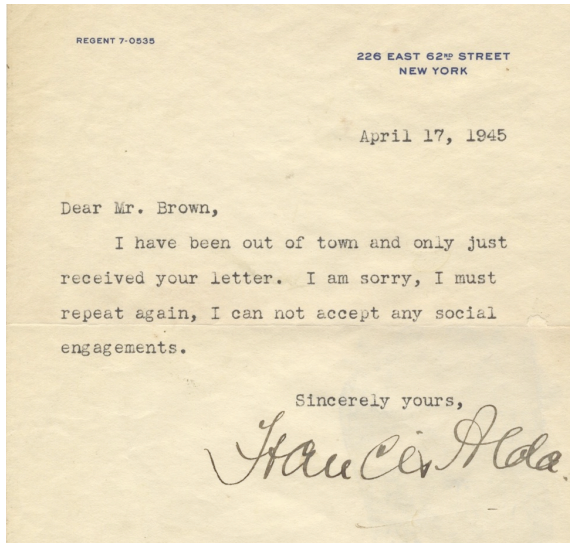 REGENT 7-0535
226 EAST 62ND STREET
NEW YORK
April 17, 1945
Dear Mr. Brown,
I have been out of town and only just
received your letter. I am sorry, I must
repeat again, I can not accept any social
engagements.
Sincerely yours,
Frances Alda.